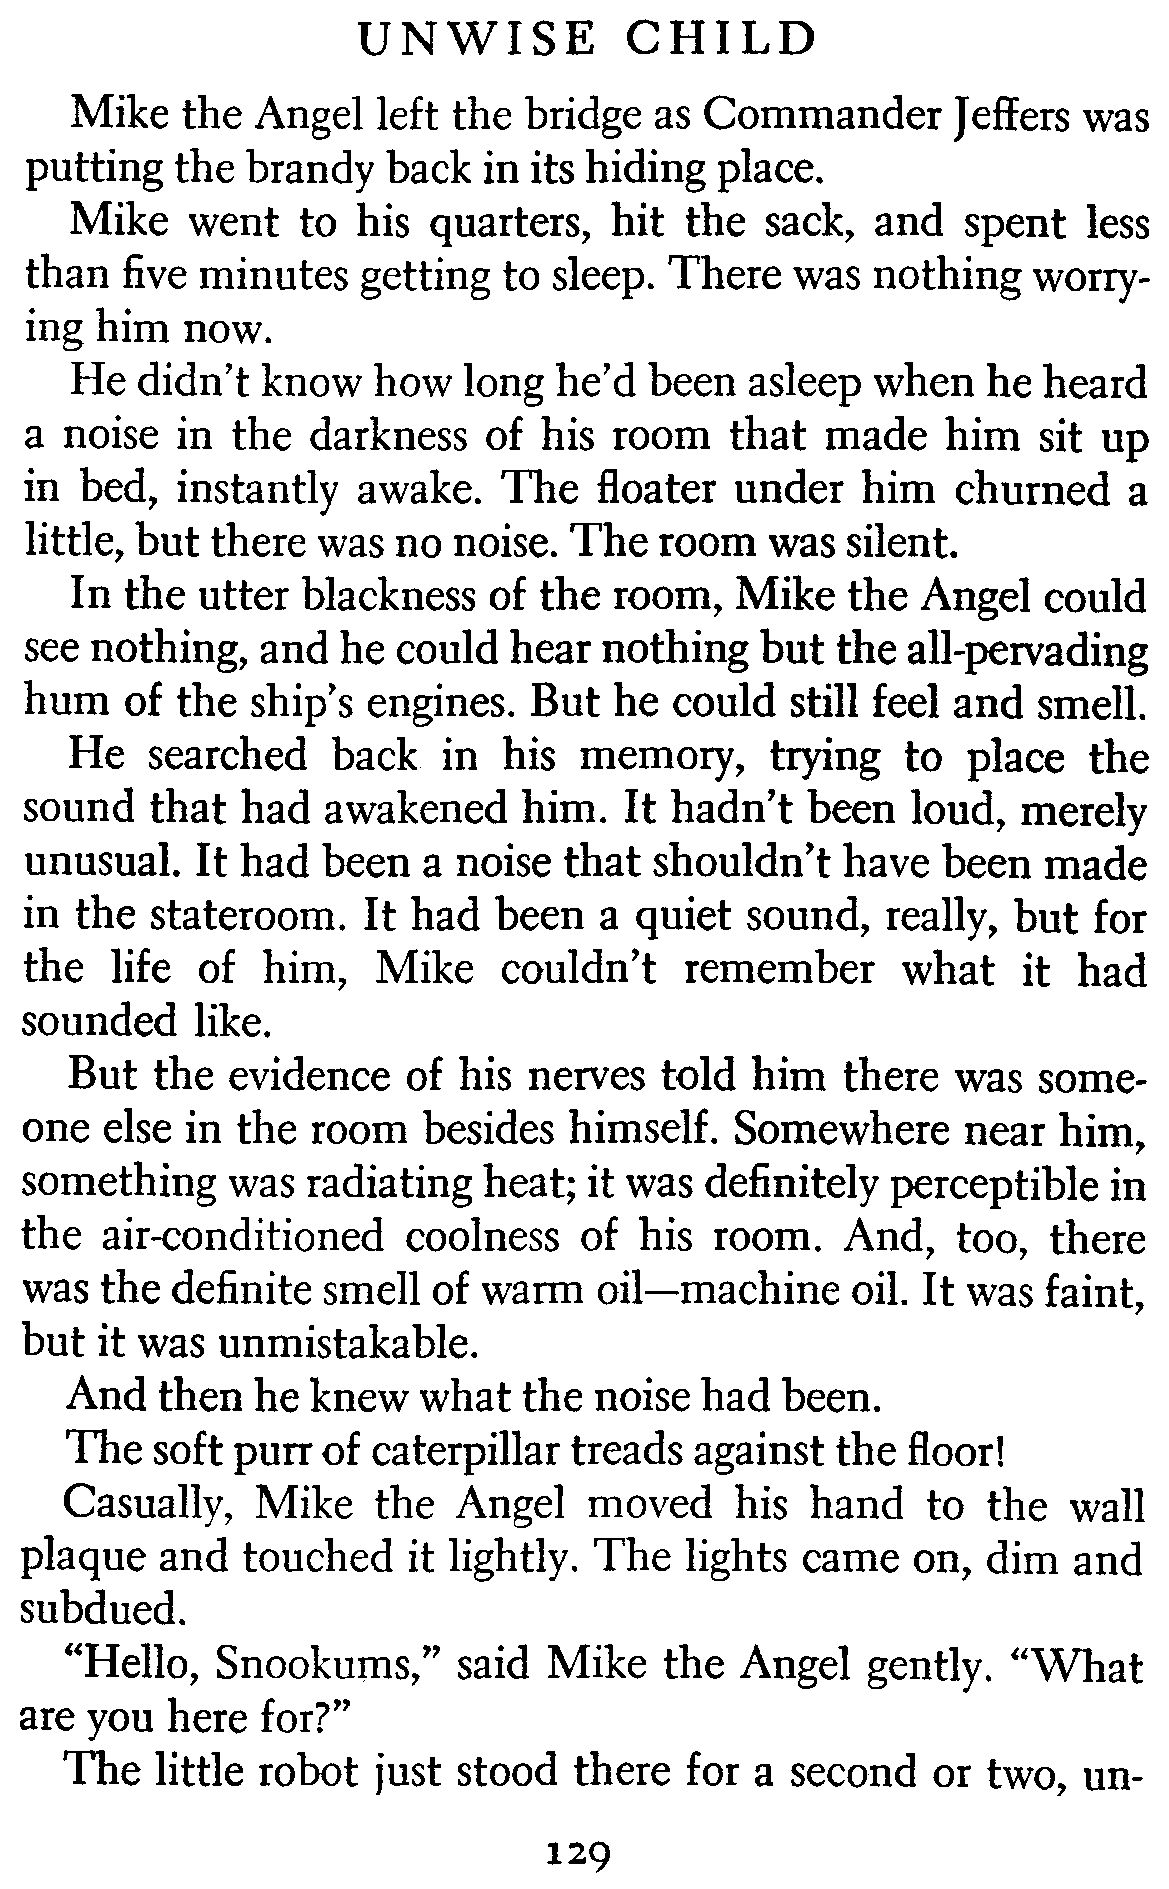 UNWISE CHILD
Mike the Angel left the bridge as Commander Jeffers was
putting the brandy back in its hiding place.
Mike went to his quarters, hit the sack, and spent less
than five minutes getting to sleep. There was nothing worry-
ing him now.
He didn't know how long he'd been asleep when he heard
a noise in the darkness of his room that made him sit up
in bed, instantly awake. The floater under him churned a
little, but there was no noise. The room was silent.
In the utter blackness of the room, Mike the Angel could
see nothing, and he could hear nothing but the all-pervading
hum of the ship's engines. But he could still feel and smell.
He searched back in his memory, trying to place the
sound that had awakened him. It hadn't been loud, merely
unusual. It had been a noise that shouldn't have been made
in the stateroom. It had been a quiet sound, really, but for
the life of him, Mike couldn't remember what it had
sounded like.
But the evidence of his nerves told him there was some-
one else in the room besides himself. Somewhere near him,
something was radiating heat; it was definitely perceptible in
the air-conditioned coolness of his room. And, too, there
was the definite smell of warm oil—machine oil. It was faint,
but it was unmistakable.
And then he knew what the noise had been.
The soft purr of caterpillar treads against the floor!
Casually, Mike the Angel moved his hand to the wall
plaque and touched it lightly. The lights came on, dim and
subdued.
"Hello, Snookums," said Mike the Angel gently. "What
are you here for?"
The little robot just stood there for a second or two, un-
129